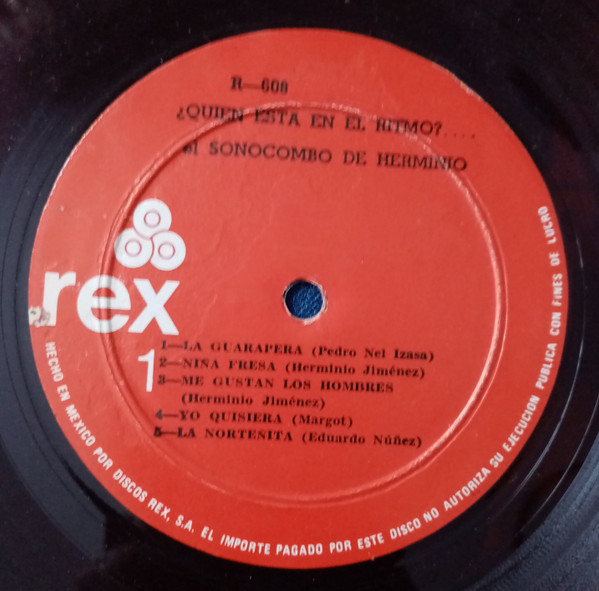 R—608
¿QUIEN ESTA EN EL RITMO?....
el SONOCOMBO DE HERMINIO
rex
1
1—LA GUARAPERA (Pedro Nel Izasa)
2—NIÑA FRESA (Herminio Jiménez)
3—ME GUSTAN LOS HOMBRES
(Herminio Jiménez)
4—YO QUISIERA (Margot)
5—LA NORTEÑITA (Eduardo Núñez)
HECHO EN MEXICO POR DISCOS REX, S.A. EL IMPORTE PAGADO POR ESTE DISCO NO AUTORIZA SU EJECUCION PUBLICA CON FINES DE LUCRO